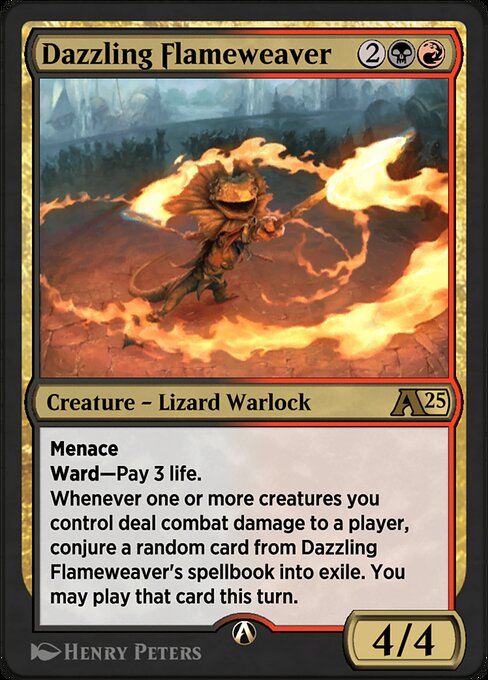 Dazzling Flameweaver 2
Creature – Lizard Warlock A25
Menace
Ward—Pay 3 life.
Whenever one or more creatures you
control deal combat damage to a player,
conjure a random card from Dazzling
Flameweaver's spellbook into exile. You
may play that card this turn.
4/4
Henry Peters